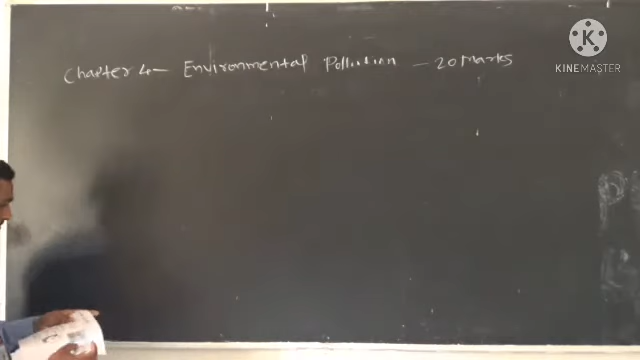 Chapter 4 – Environmental Pollution – 20 Marks
KINEMASTER